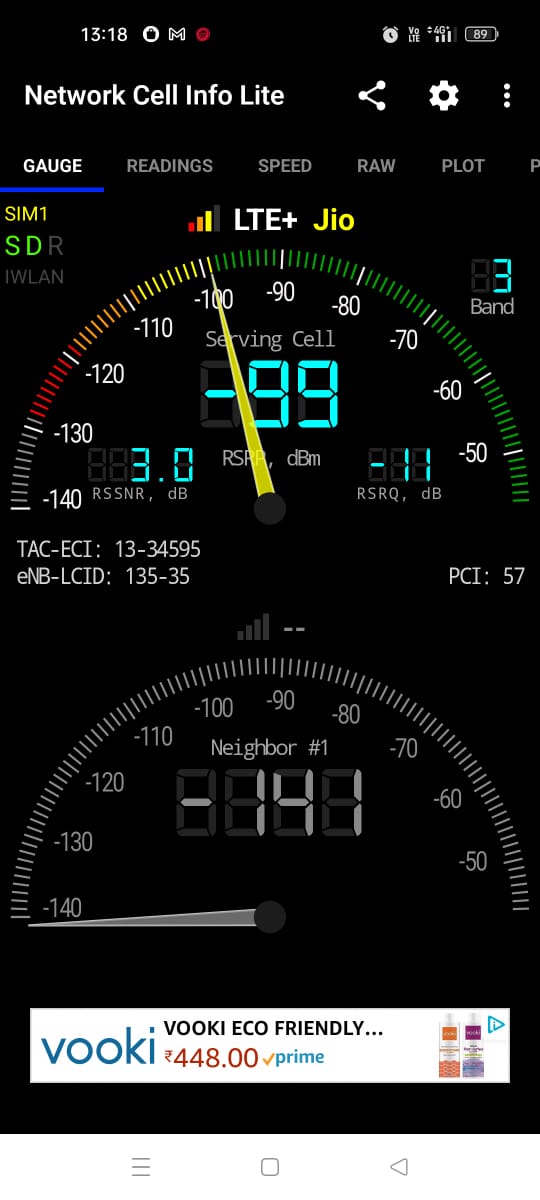 13:18 M Vo LTE 4G+ 89
Network Cell Info Lite
GAUGE READINGS SPEED RAW PLOT P
SIM1
LTE+ Jio
S D R
IWLAN
3
Band
-140 -130 -120 -110 -100 -90 -80 -70 -60 -50
Serving Cell
-99
RSRP, dBm
3.0
RSSNR, dB
-11
RSRQ, dB
TAC-ECI: 13-34595
eNB-LCID: 135-35
PCI: 57
--
-140 -130 -120 -110 -100 -90 -80 -70 -60 -50
Neighbor #1
-141
vooki
VOOKI ECO FRIENDLY...
₹448.00 prime